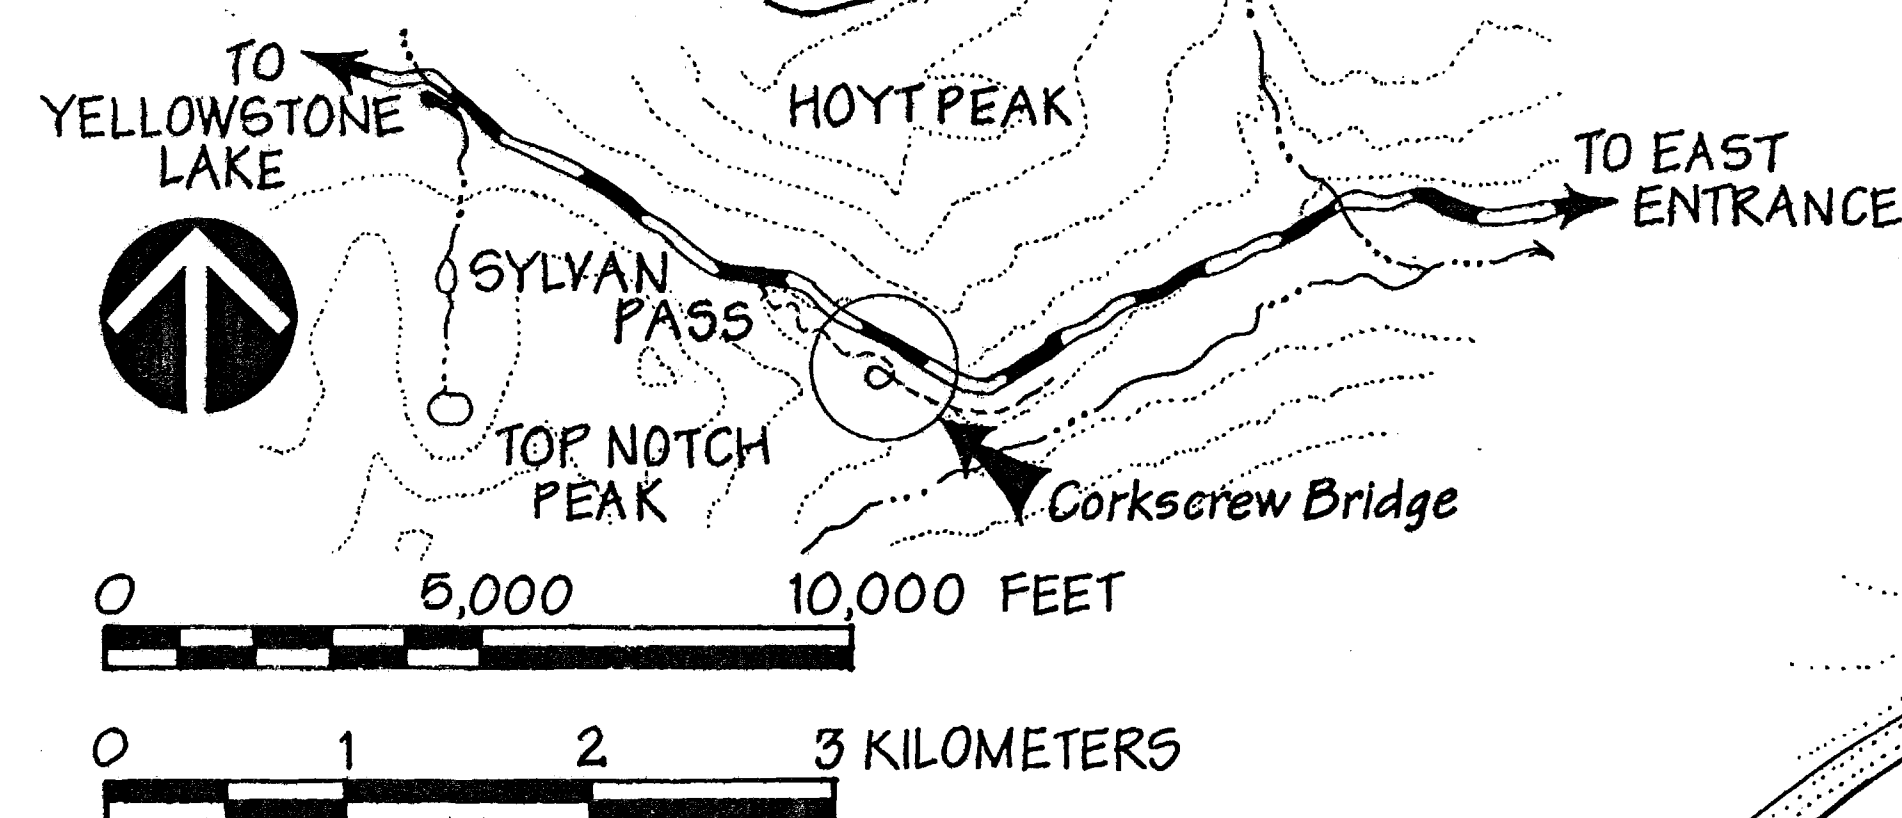 TO
YELLOWSTONE
LAKE
HOYT PEAK
TO EAST
ENTRANCE
SYLVAN
PASS
TOP NOTCH
PEAK
Corkscrew Bridge
0 5,000 10,000 FEET
0 1 2 3 KILOMETERS